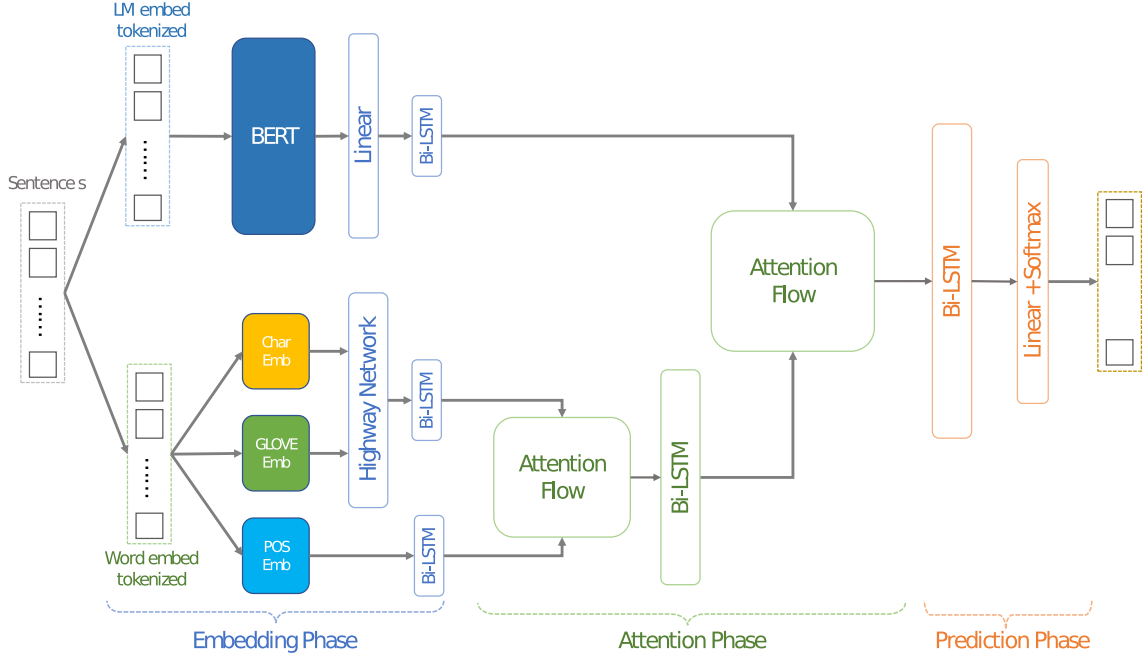 LM embed
tokenized
BERT
Linear
Bi-LSTM
Sentence s
Char
Emb
GLOVE
Emb
Highway Network
Bi-LSTM
POS
Emb
Bi-LSTM
Word embed
tokenized
Attention
Flow
Bi-LSTM
Attention
Flow
Bi-LSTM
Linear + Softmax
Embedding Phase
Attention Phase
Prediction Phase